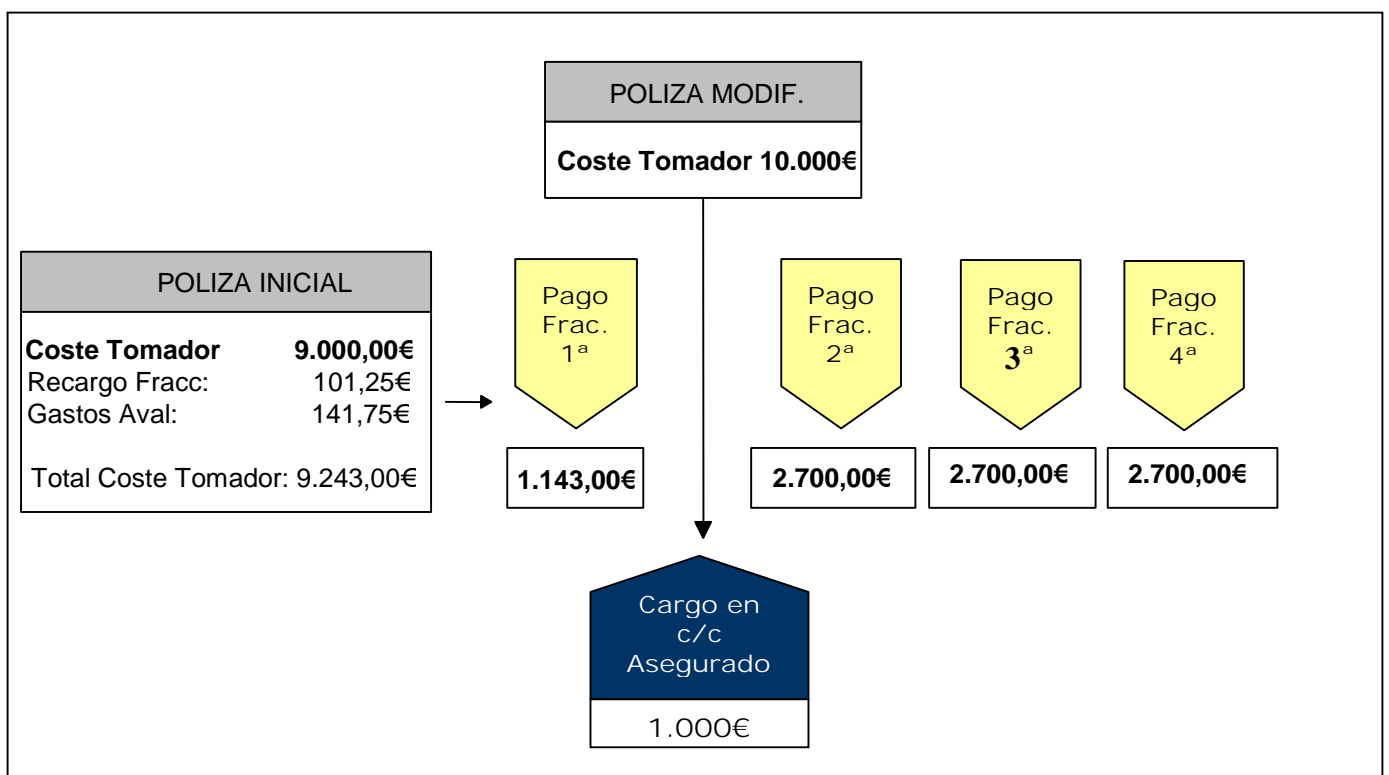 POLIZA MODIF.
Coste Tomador 10.000€
POLIZA INICIAL
Coste Tomador 9.000,00€
Recargo Fracc: 101,25€
Gastos Aval: 141,75€
Total Coste Tomador: 9.243,00€
Pago
Frac.
1ª
1.143,00€
Pago
Frac.
2ª
2.700,00€
Pago
Frac.
3ª
2.700,00€
Pago
Frac.
4ª
2.700,00€
Cargo en
c/c
Asegurado
1.000€